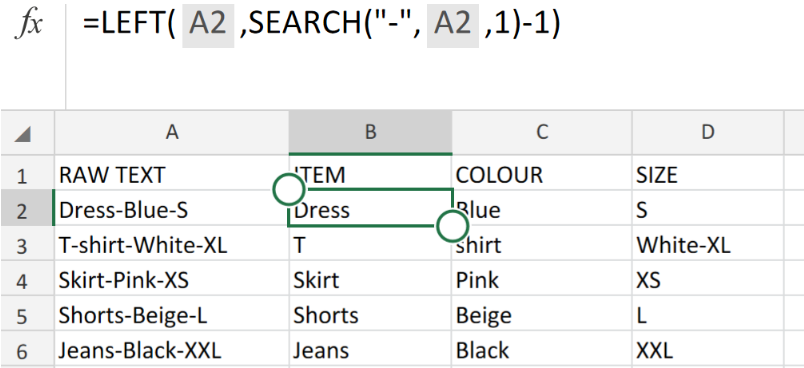 fx =LEFT( A2 ,SEARCH("-", A2 ,1)-1)
A B C D
1 RAW TEXT ITEM COLOUR SIZE
2 Dress-Blue-S Dress Blue S
3 T-shirt-White-XL T shirt White-XL
4 Skirt-Pink-XS Skirt Pink XS
5 Shorts-Beige-L Shorts Beige L
6 Jeans-Black-XXL Jeans Black XXL